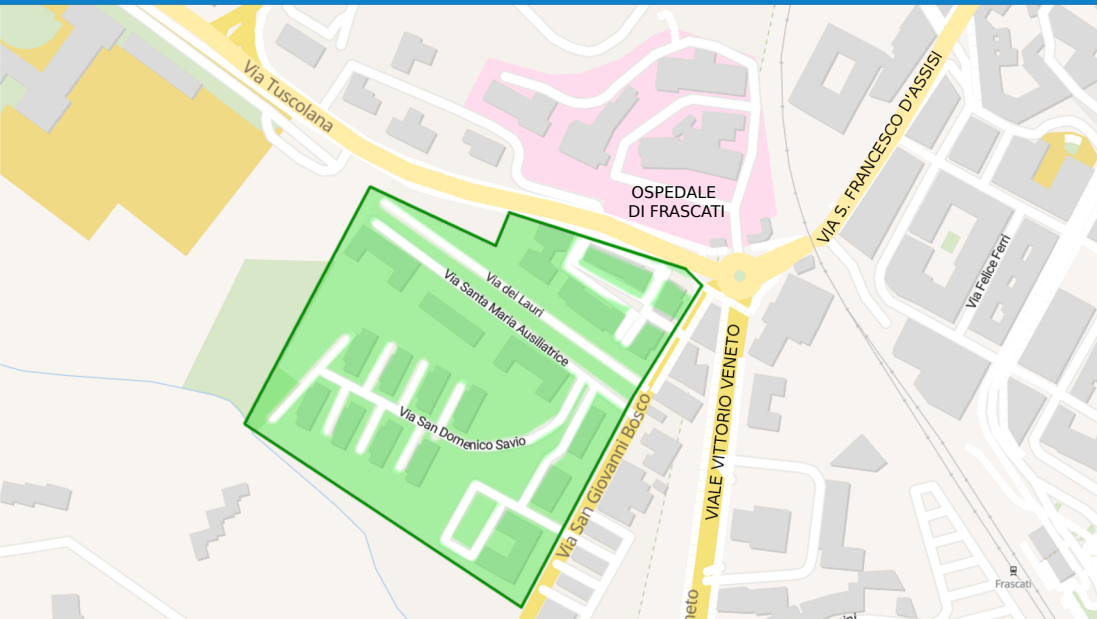 Via Tuscolana
VIA S. FRANCESCO D'ASSISI
OSPEDALE
DI FRASCATI
Via Felice Ferri
Via dei Lauri
Via Santa Maria Ausiliatrice
VIALE VITTORIO VENETO
Via San Domenico Savio
Via San Giovanni Bosco
Frascati
neto